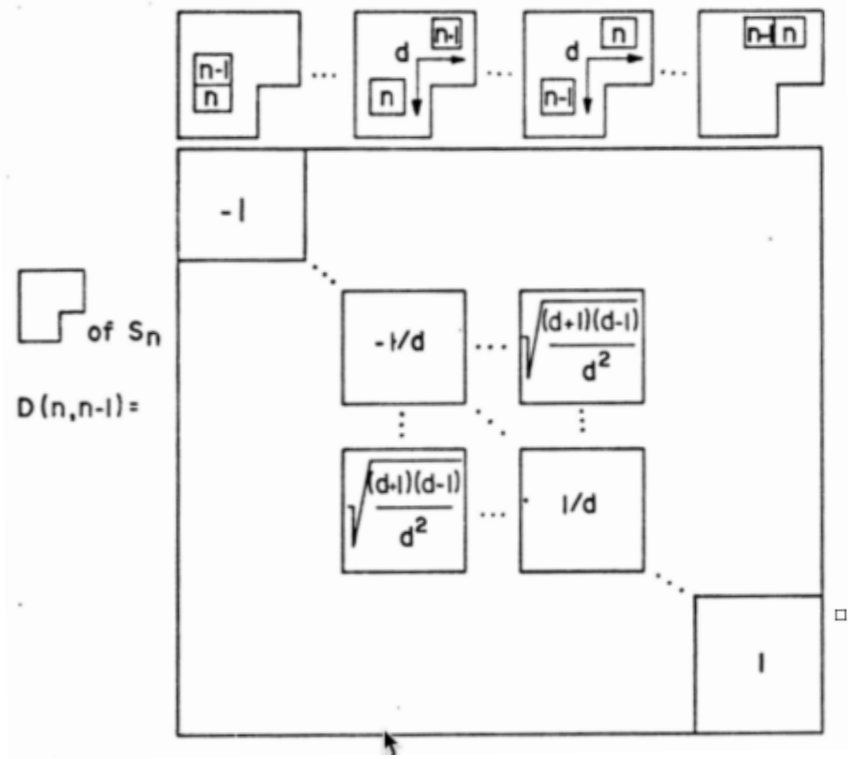 n-1 n-1 n n-1 n
d d
n n n-1
... ... ...
-1
of Sn
-1/d ... √(d+1)(d-1)/d²
D(n,n-1)=
√(d+1)(d-1)/d² ... 1/d
1